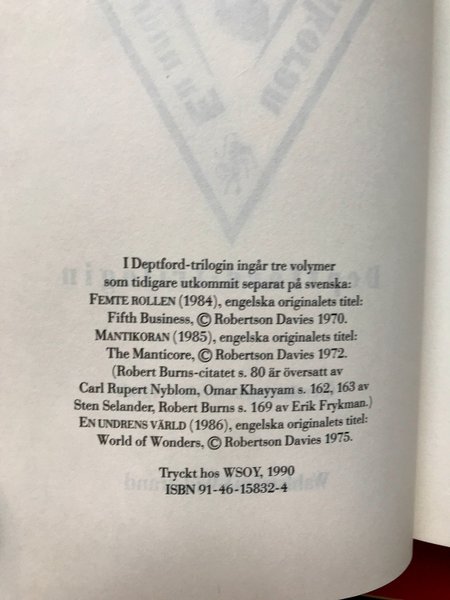 I Deptford-trilogin ingår tre volymer
som tidigare utkommit separat på svenska:
FEMTE ROLLEN (1984), engelska originalets titel:
Fifth Business, © Robertson Davies 1970.
MANTIKORAN (1985), engelska originalets titel:
The Manticore, © Robertson Davies 1972.
(Robert Burns-citatet s. 80 är översatt av
Carl Rupert Nyblom, Omar Khayyam s. 162, 163 av
Sten Selander, Robert Burns s. 169 av Erik Frykman.)
EN UNDRENS VÄRLD (1986), engelska originalets titel:
World of Wonders, © Robertson Davies 1975.
Tryckt hos WSOY, 1990
ISBN 91-46-15832-4